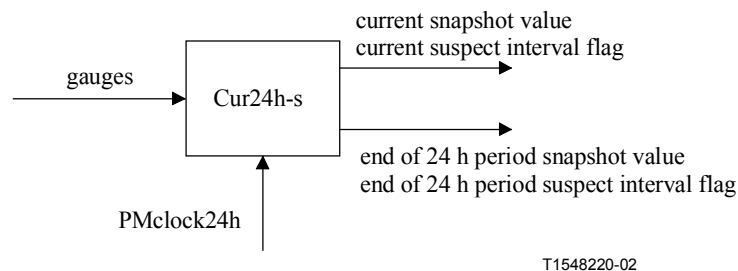 current snapshot value
current suspect interval flag
gauges
Cur24h-s
end of 24 h period snapshot value
end of 24 h period suspect interval flag
PMclock24h
T1548220-02